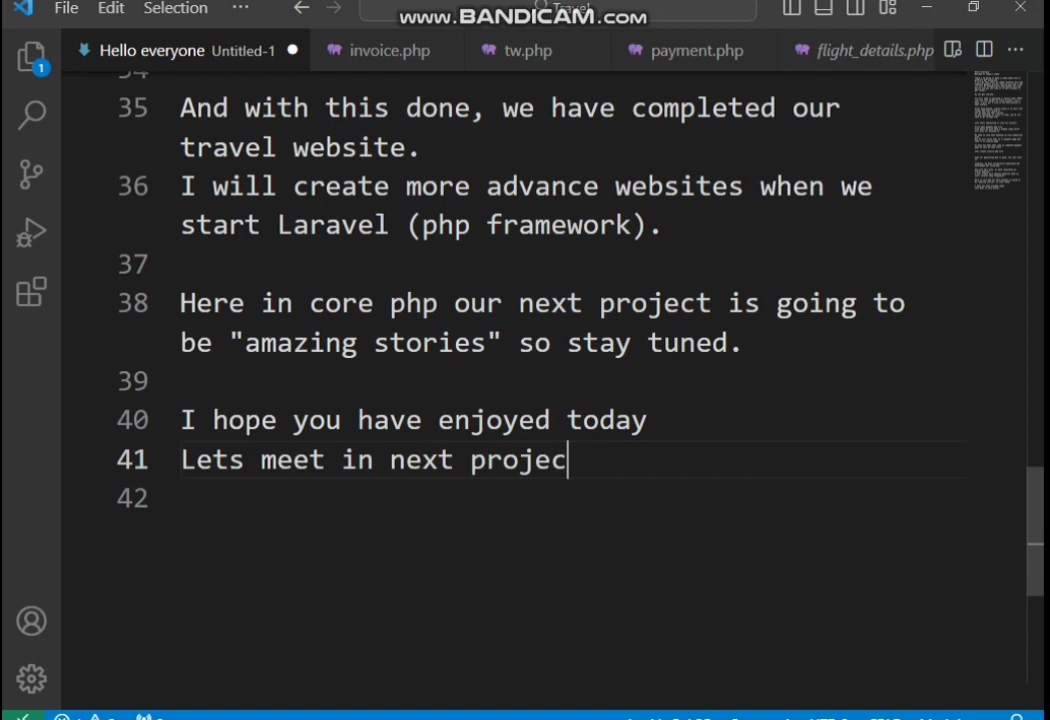 File Edit Selection ... Travel
www.BANDICAM.com
Hello everyone Untitled-1 invoice.php tw.php payment.php flight_details.php
1
34
35 And with this done, we have completed our
travel website.
36 I will create more advance websites when we
start Laravel (php framework).
37
38 Here in core php our next project is going to
be "amazing stories" so stay tuned.
39
40 I hope you have enjoyed today
41 Lets meet in next projec
42